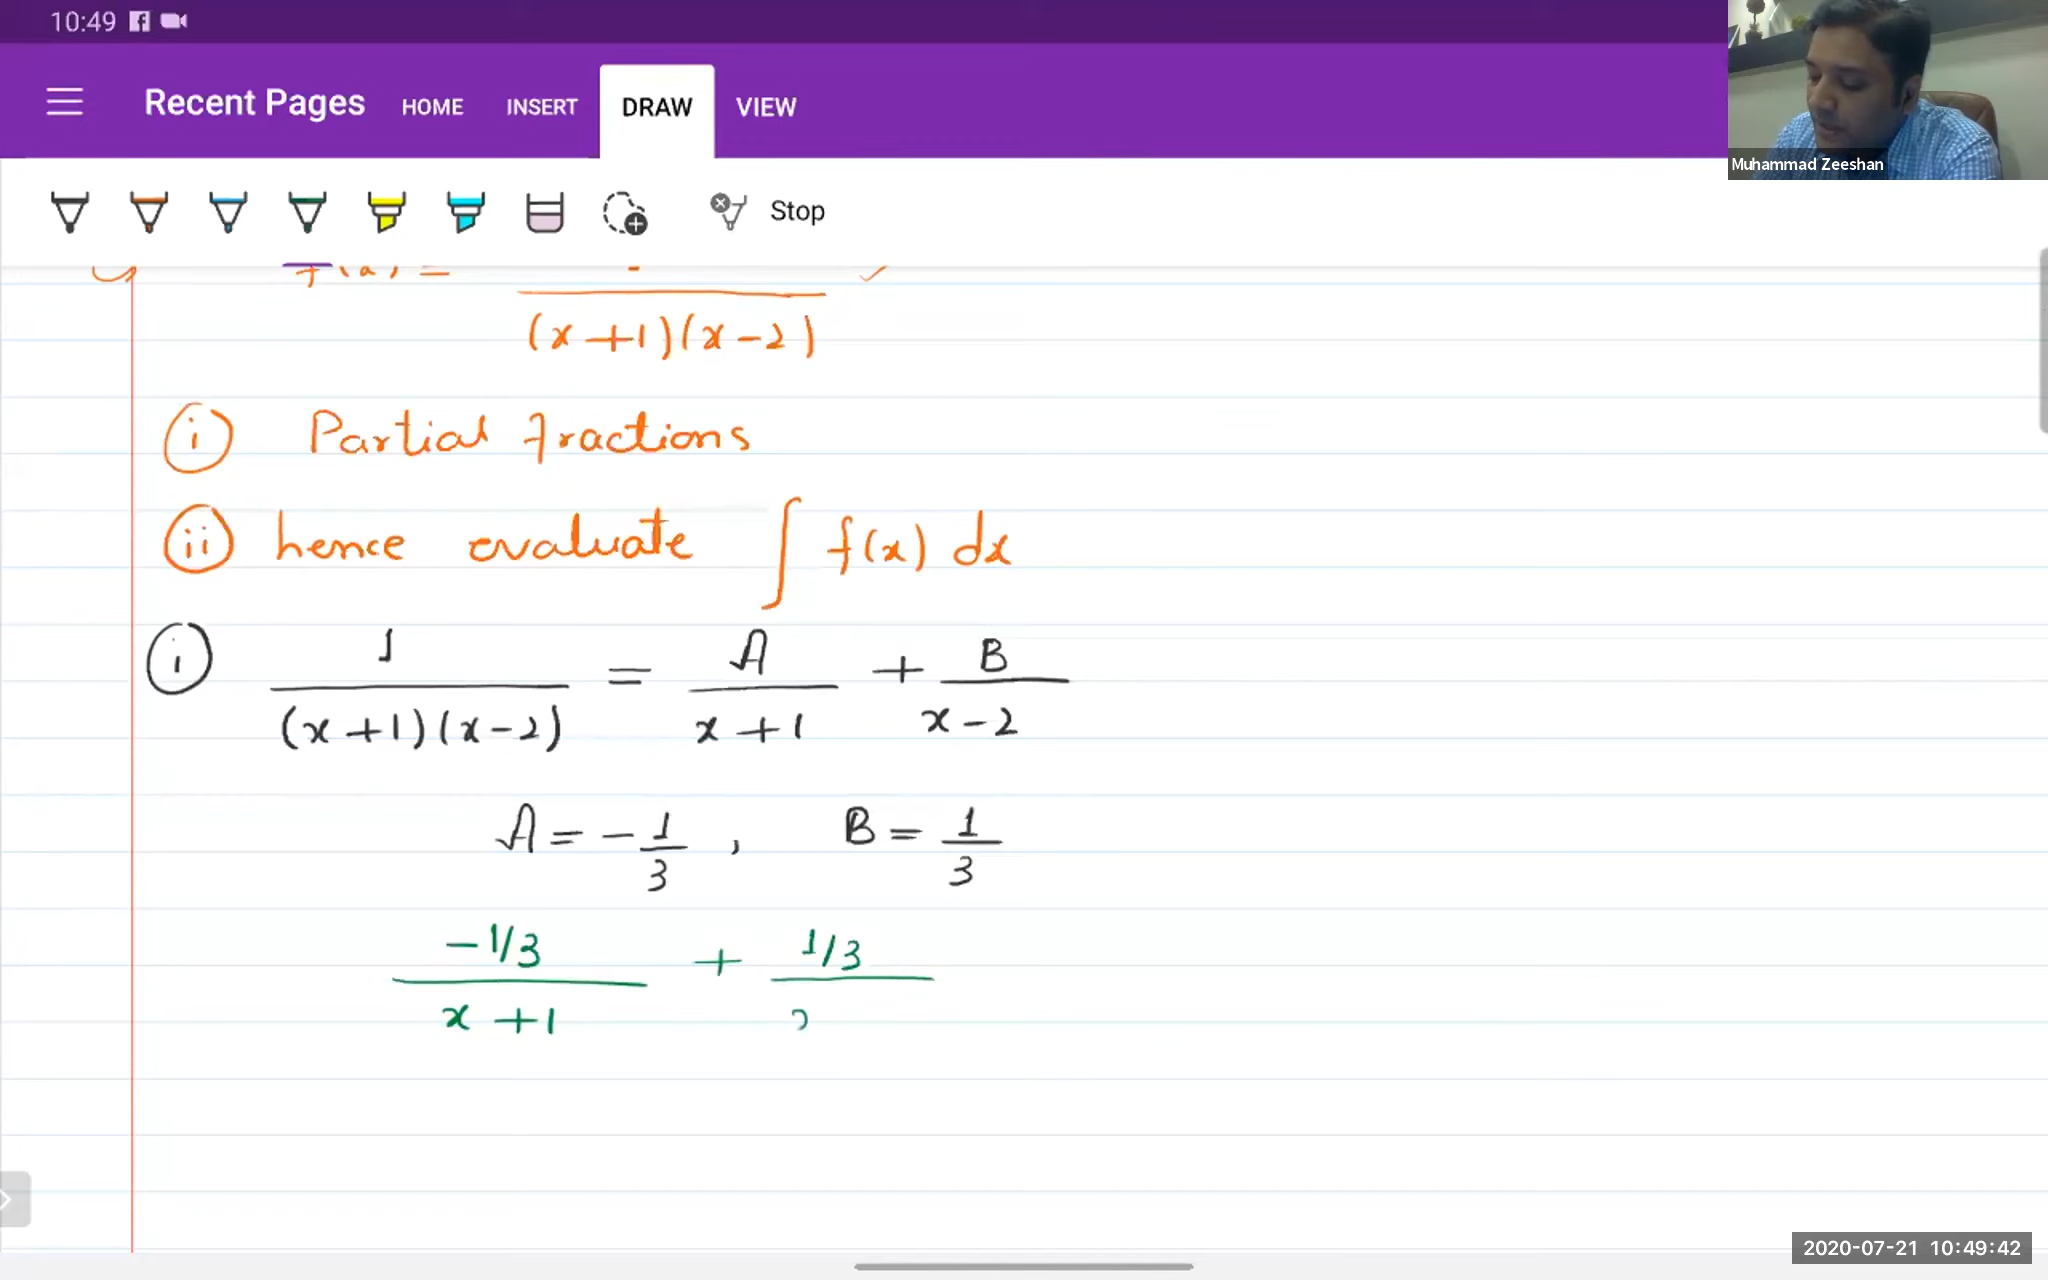 10:49
Recent Pages HOME INSERT DRAW VIEW
Muhammad Zeeshan
Stop
f(x) =
(x+1)(x-2)
(i) Partial fractions
(ii) hence evaluate ∫ f(x) dx
(i) 1/((x+1)(x-2)) = A/(x+1) + B/(x-2)
A = -1/3 , B = 1/3
(-1/3)/(x+1) + (1/3)/
2020-07-21 10:49:42